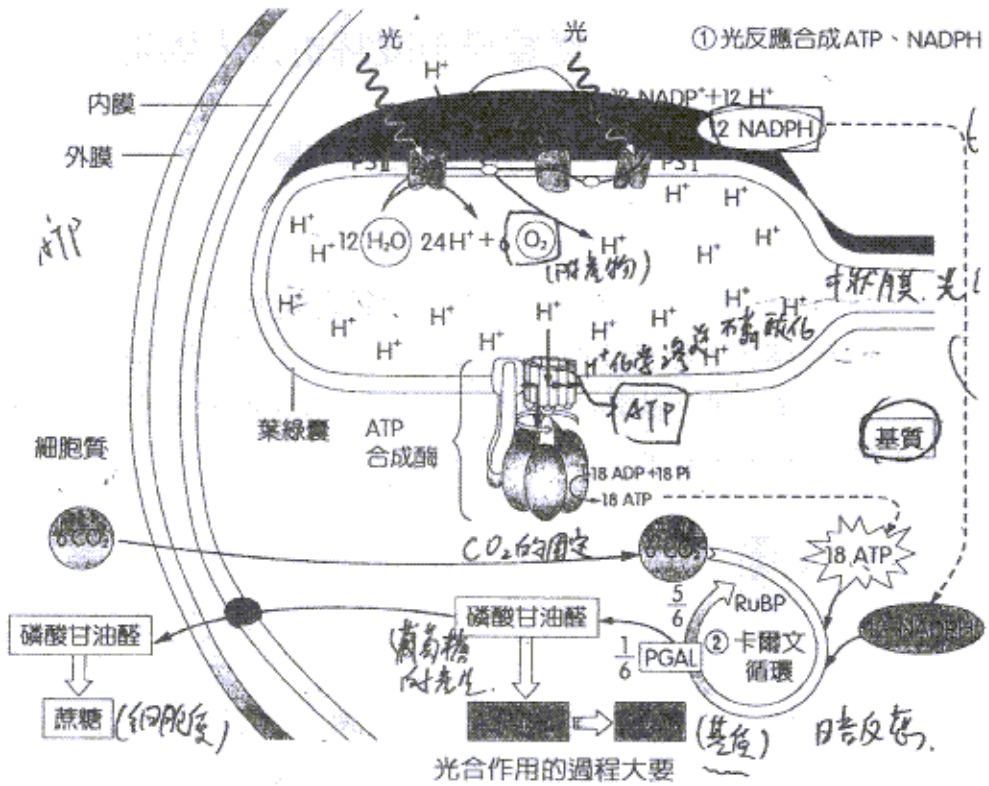 光
光
①光反應合成ATP、NADPH
H⁺
12 NADP⁺+12 H⁺
12 NADPH
內膜
外膜
PSⅡ
PSⅠ
ATP
H⁺
H⁺
H⁺
H⁺
H⁺
12 H₂O
24H⁺+6 O₂
H⁺
(附產物)
H⁺
H⁺
H⁺
H⁺
H⁺
H⁺
H⁺
H⁺
H⁺
H⁺
H⁺化學滲透
磷酸化
H⁺
ATP
葉綠囊
ATP
合成酶
基質
細胞質
18 ADP+18 Pi
18 ATP
6 CO₂
CO₂的固定
6 CO₂
18 ATP
5/6
RuBP
NADPH
磷酸甘油醛
磷酸甘油醛
1/6
PGAL
②卡爾文
循環
葡萄糖
蔗糖
(細胞質)
(基質)
暗反應.
光合作用的過程大要